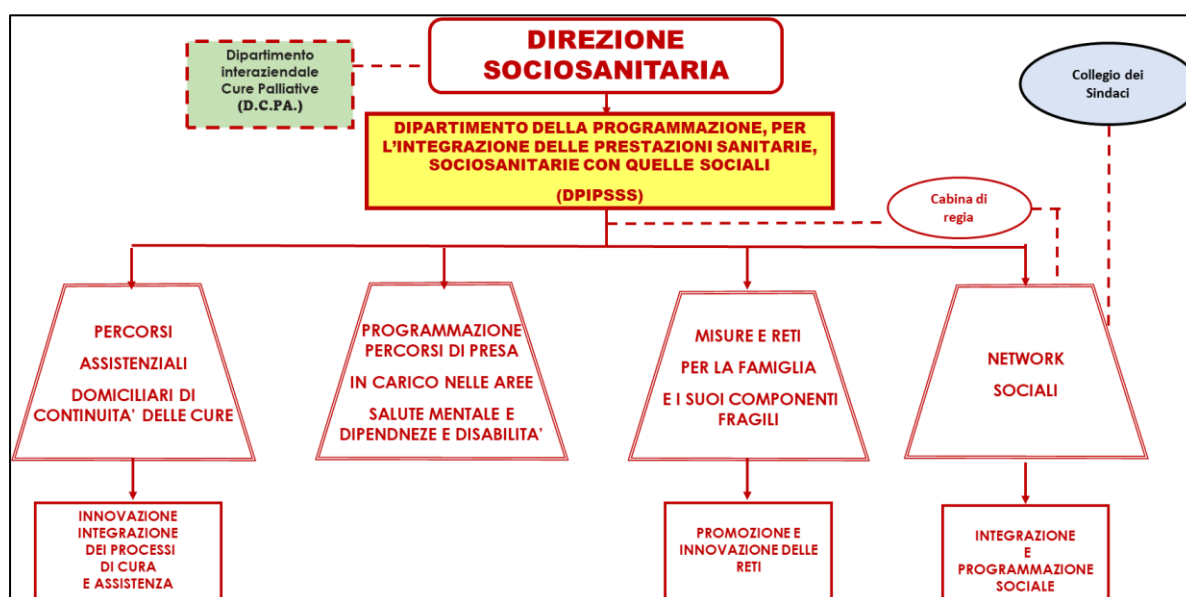 DIREZIONE
SOCIOSANITARIA
Dipartimento
interaziendale
Cure Palliative
(D.C.PA.)
Collegio dei
Sindaci
DIPARTIMENTO DELLA PROGRAMMAZIONE, PER
L'INTEGRAZIONE DELLE PRESTAZIONI SANITARIE,
SOCIOSANITARIE CON QUELLE SOCIALI
(DPIPSSS)
Cabina di
regia
PERCORSI
ASSISTENZIALI
DOMICILIARI DI
CONTINUITA' DELLE CURE
PROGRAMMAZIONE
PERCORSI DI PRESA
IN CARICO NELLE AREE
SALUTE MENTALE E
DIPENDNEZE E DISABILITA'
MISURE E RETI
PER LA FAMIGLIA
E I SUOI COMPONENTI
FRAGILI
NETWORK
SOCIALI
INNOVAZIONE
INTEGRAZIONE
DEI PROCESSI
DI CURA
E ASSISTENZA
PROMOZIONE E
INNOVAZIONE DELLE
RETI
INTEGRAZIONE
E
PROGRAMMAZIONE
SOCIALE